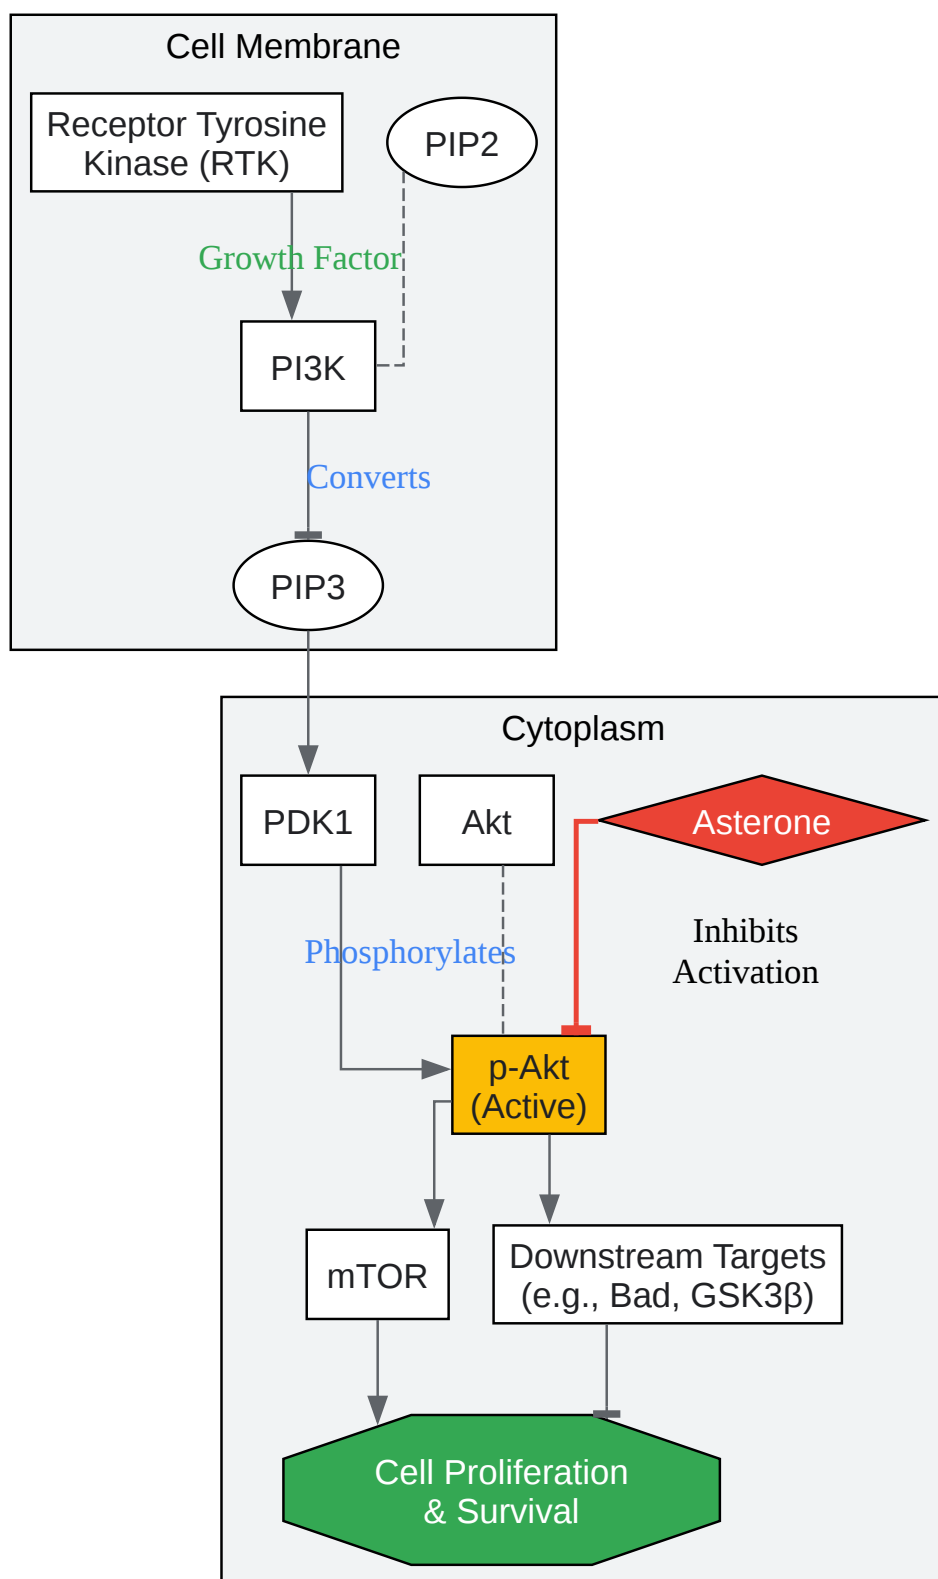 Cell Membrane
Receptor Tyrosine
Kinase (RTK)
PIP2
Growth Factor
PI3K
Converts
PIP3
Cytoplasm
PDK1
Akt
Asterone
Phosphorylates
Inhibits
Activation
p-Akt
(Active)
mTOR
Downstream Targets
(e.g., Bad, GSK3β)
Cell Proliferation
& Survival